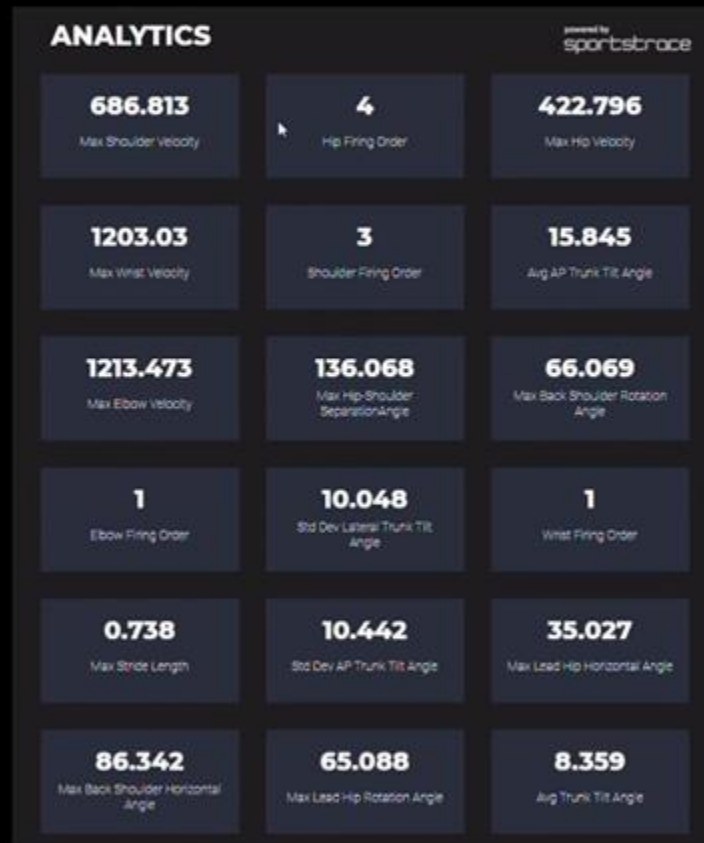 ANALYTICS
powered by
sportstrace
686.813
Max Shoulder Velocity
4
Hip Firing Order
422.796
Max Hip Velocity
1203.03
Max Wrist Velocity
3
Shoulder Firing Order
15.845
Avg AP Trunk Tilt Angle
1213.473
Max Elbow Velocity
136.068
Max Hip-Shoulder
SeparationAngle
66.069
Max Back Shoulder Rotation
Angle
1
Elbow Firing Order
10.048
Std Dev Lateral Trunk Tilt
Angle
1
Wrist Firing Order
0.738
Max Stride Length
10.442
Std Dev AP Trunk Tilt Angle
35.027
Max Lead Hip Horizontal Angle
86.342
Max Back Shoulder Horizontal
Angle
65.088
Max Lead Hip Rotation Angle
8.359
Avg Trunk Tilt Angle